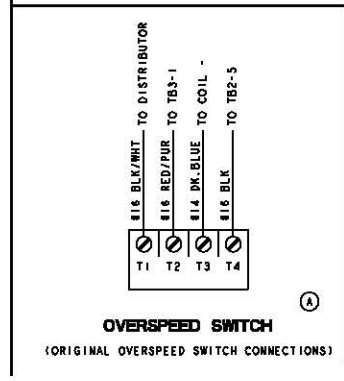 TO DISTRIBUTOR
TO TB3-1
TO COIL -
TO TB2-5
#16 BLK/WHT
#16 RED/PUR
#14 DK.BLUE
#16 BLK
T1 T2 T3 T4
A
OVERSPEED SWITCH
(ORIGINAL OVERSPEED SWITCH CONNECTIONS)